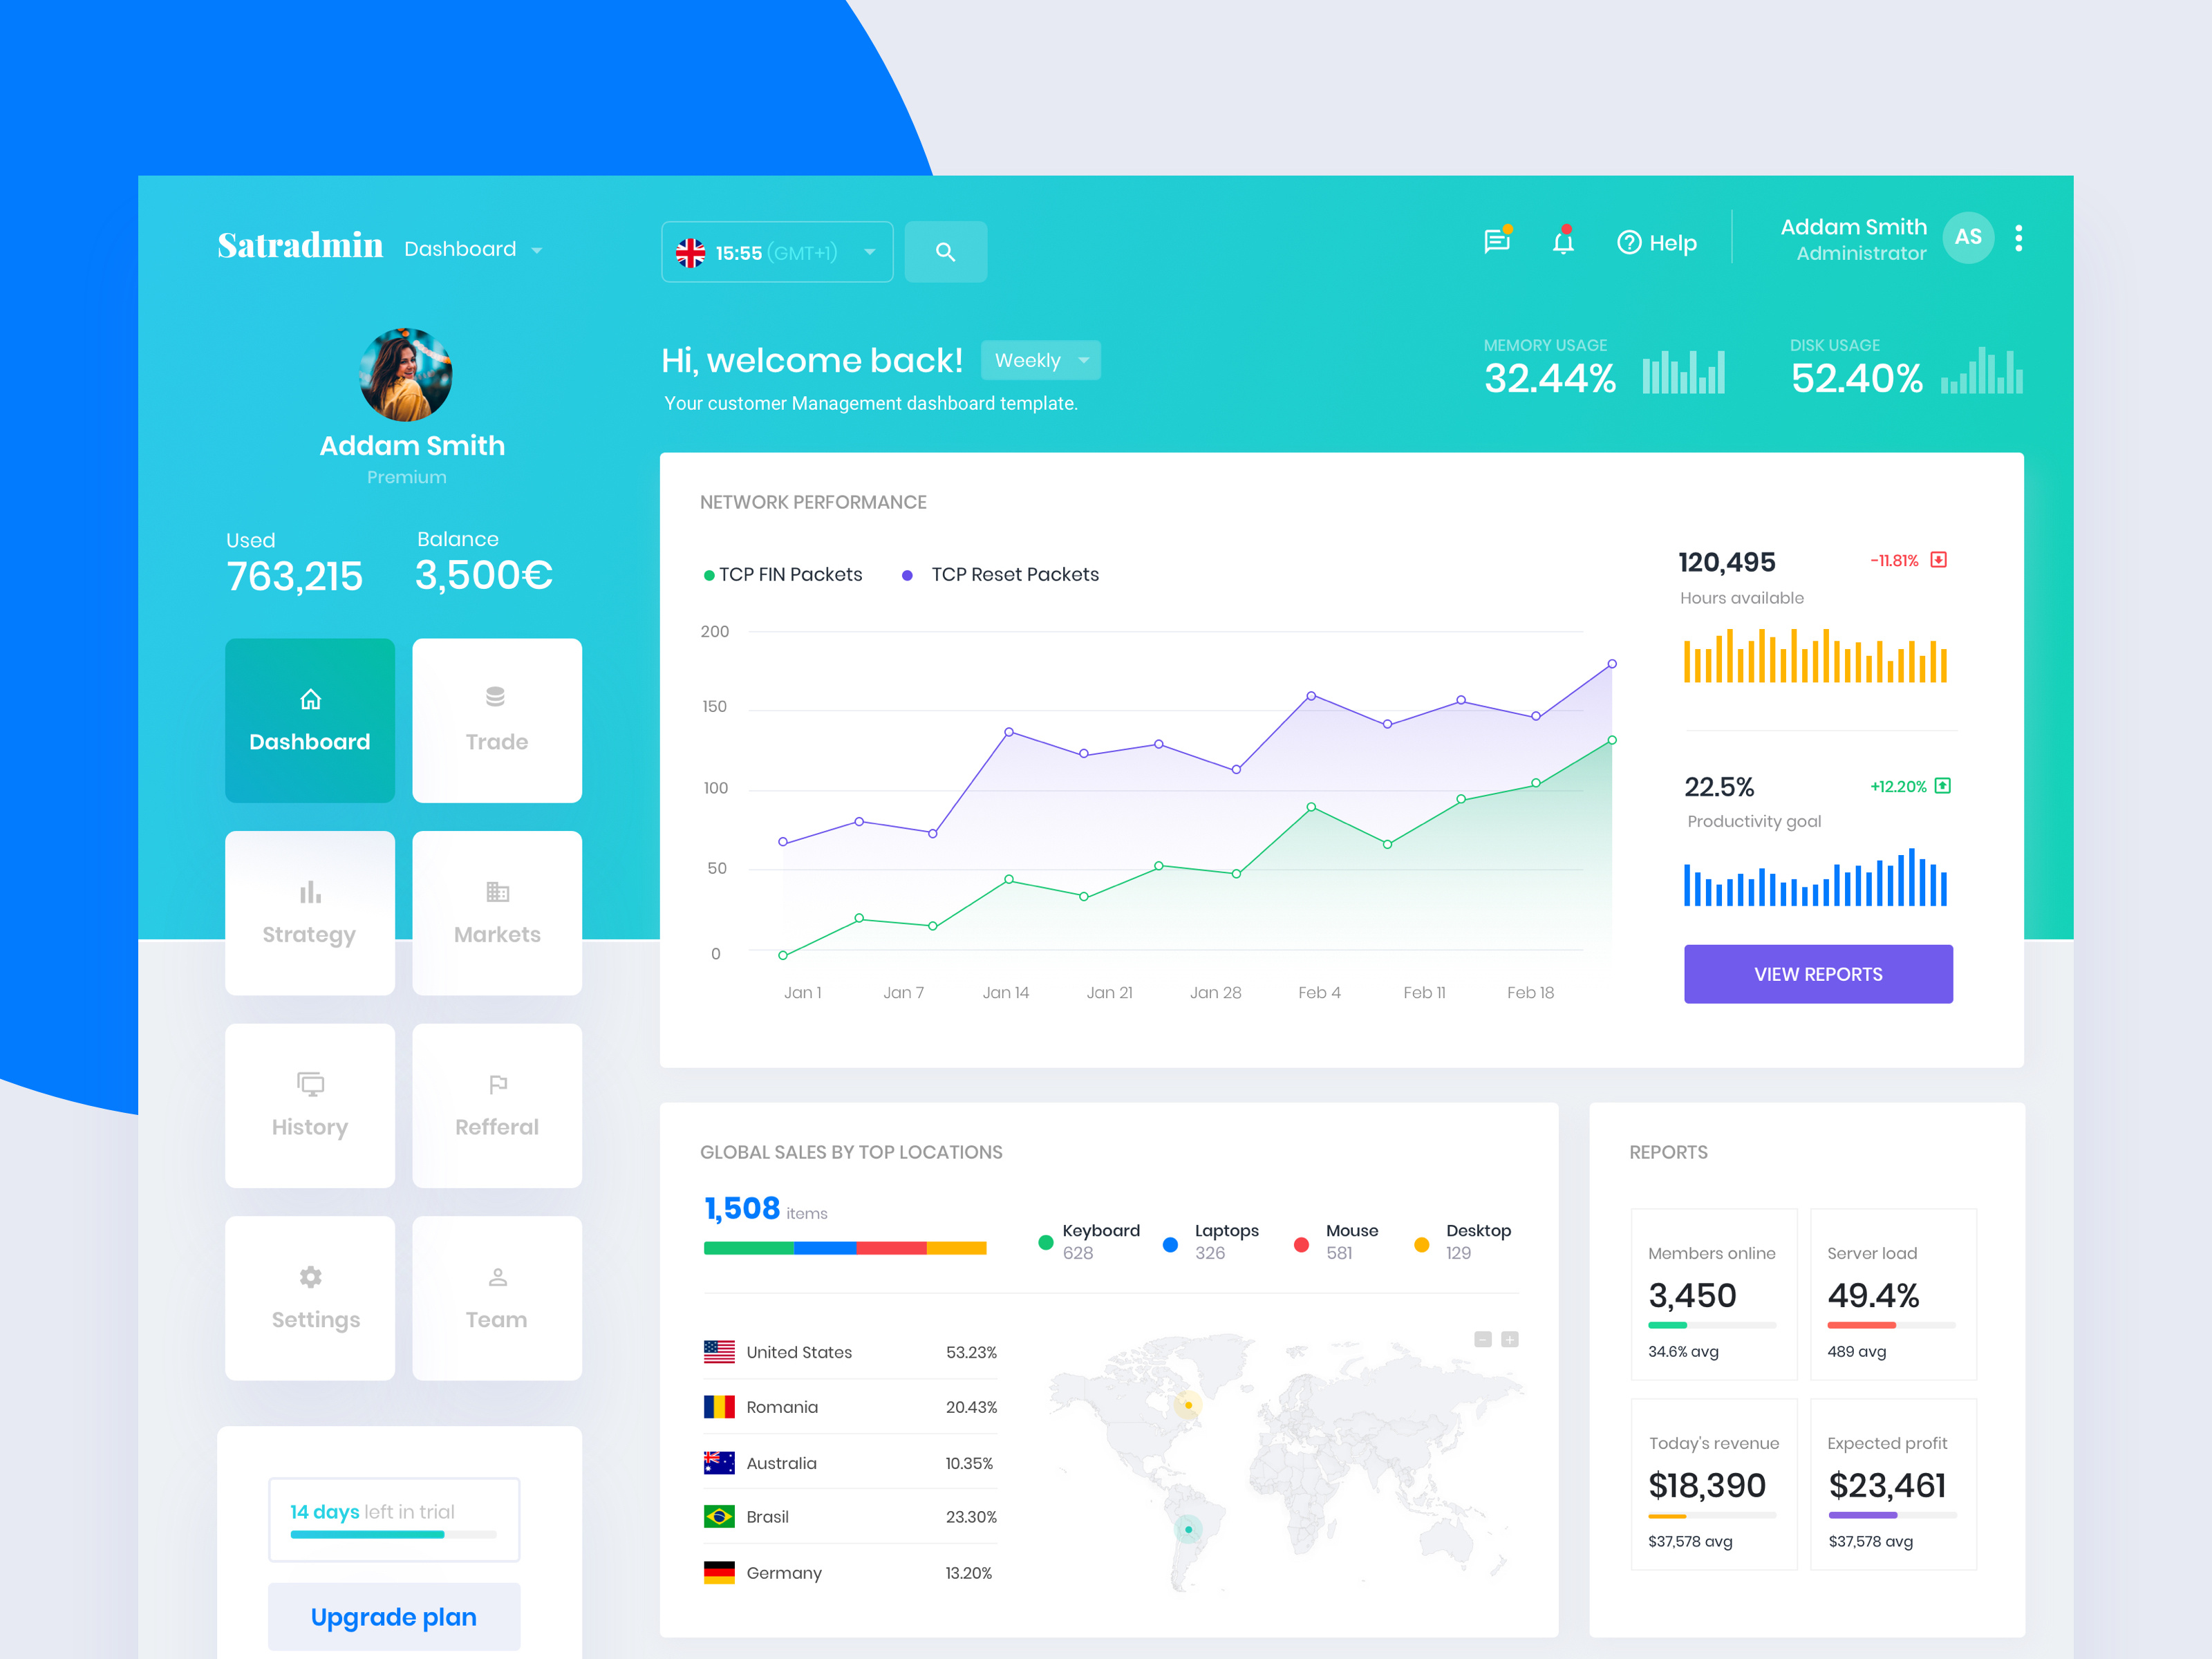 Satradmin
Dashboard
15:55 (GMT+1)
Help
Addam Smith
Administrator
AS
Addam Smith
Premium
Used
763,215
Balance
3,500€
Dashboard
Trade
Strategy
Markets
History
Refferal
Settings
Team
14 days left in trial
Upgrade plan
Hi, welcome back!
Weekly
Your customer Management dashboard template.
MEMORY USAGE
32.44%
DISK USAGE
52.40%
NETWORK PERFORMANCE
TCP FIN Packets
TCP Reset Packets
200
150
100
50
0
Jan 1
Jan 7
Jan 14
Jan 21
Jan 28
Feb 4
Feb 11
Feb 18
120,495
-11.81%
Hours available
22.5%
+12.20%
Productivity goal
VIEW REPORTS
GLOBAL SALES BY TOP LOCATIONS
1,508 items
Keyboard
628
Laptops
326
Mouse
581
Desktop
129
United States 53.23%
Romania 20.43%
Australia 10.35%
Brasil 23.30%
Germany 13.20%
REPORTS
Members online
3,450
34.6% avg
Server load
49.4%
489 avg
Today's revenue
$18,390
$37,578 avg
Expected profit
$23,461
$37,578 avg